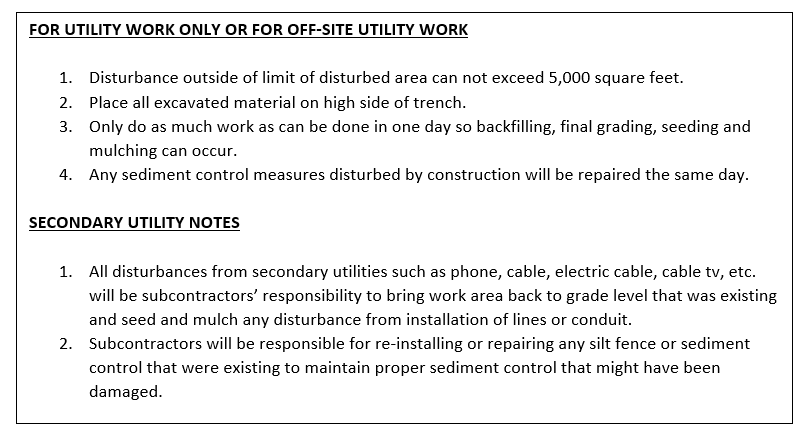 FOR UTILITY WORK ONLY OR FOR OFF-SITE UTILITY WORK
1. Disturbance outside of limit of disturbed area can not exceed 5,000 square feet.
2. Place all excavated material on high side of trench.
3. Only do as much work as can be done in one day so backfilling, final grading, seeding and
mulching can occur.
4. Any sediment control measures disturbed by construction will be repaired the same day.
SECONDARY UTILITY NOTES
1. All disturbances from secondary utilities such as phone, cable, electric cable, cable tv, etc.
will be subcontractors’ responsibility to bring work area back to grade level that was existing
and seed and mulch any disturbance from installation of lines or conduit.
2. Subcontractors will be responsible for re-installing or repairing any silt fence or sediment
control that were existing to maintain proper sediment control that might have been
damaged.